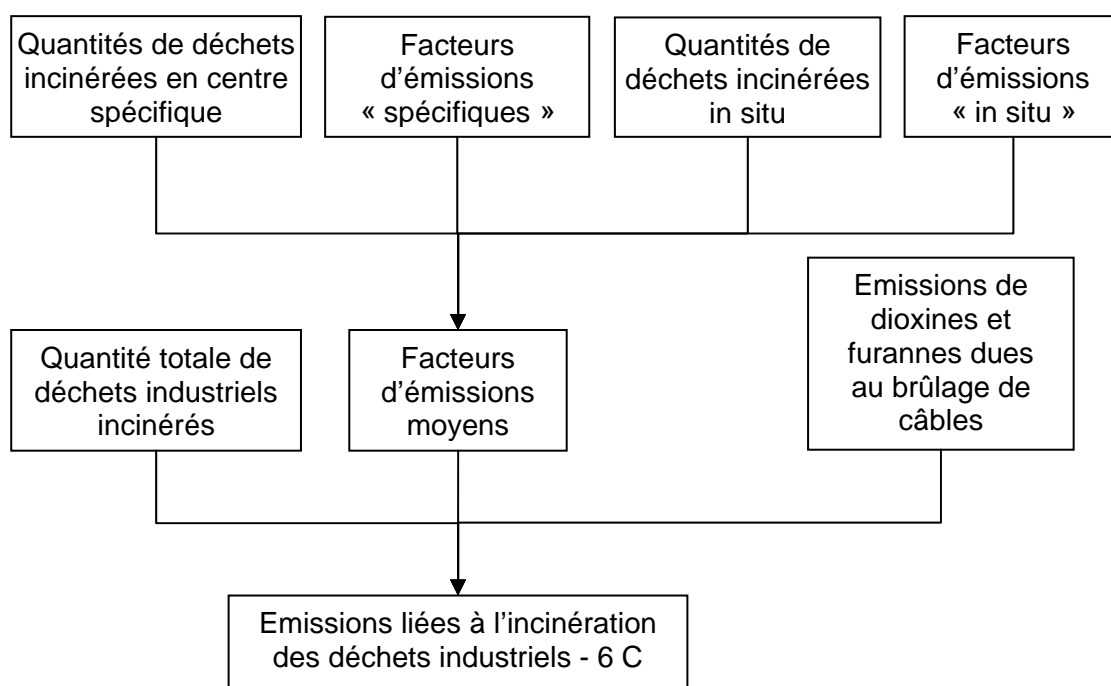 Quantités de déchets
incinérées en centre
spécifique
Facteurs
d’émissions
« spécifiques »
Quantités de
déchets incinérées
in situ
Facteurs
d’émissions
« in situ »
Quantité totale de
déchets industriels
incinérés
Facteurs
d’émissions
moyens
Emissions de
dioxines et
furannes dues
au brûlage de
câbles
Emissions liées à l’incinération
des déchets industriels - 6 C